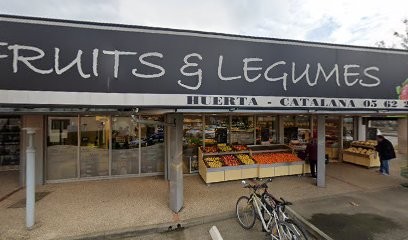 FRUITS & LEGUMES
HUERTA - CATALANA 05 62